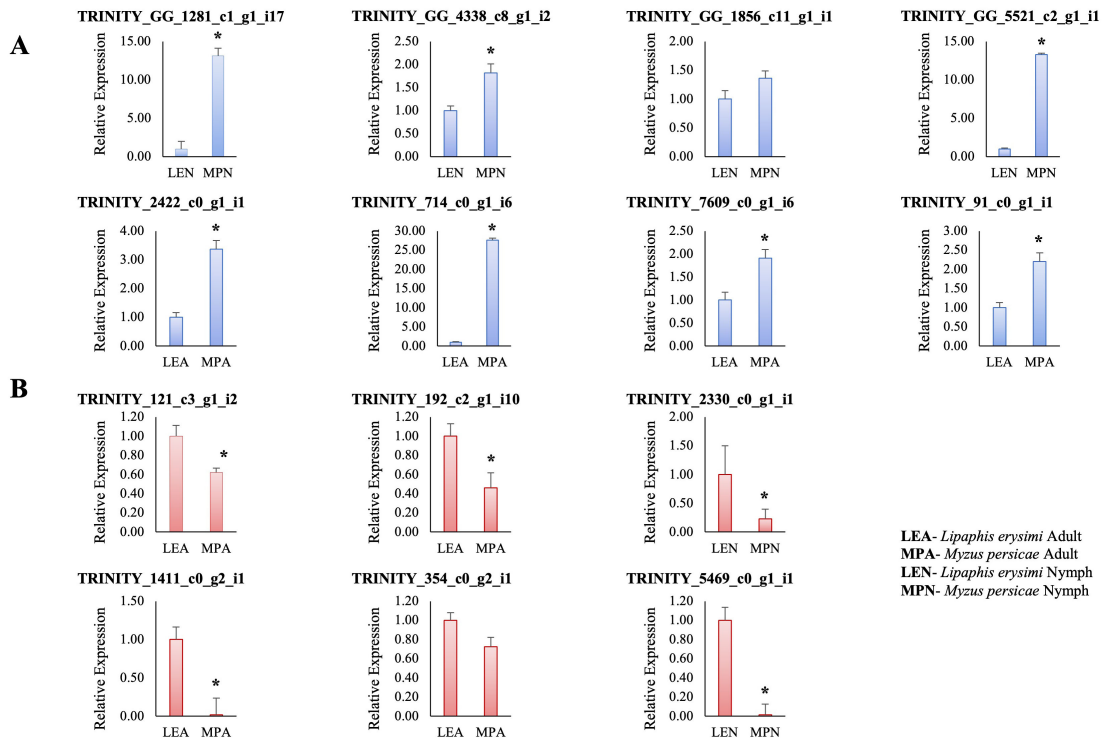 A
TRINITY_GG_1281_c1_g1_i17
Relative Expression
15.00
10.00
5.00
0.00
*
LEN MPN
TRINITY_GG_4338_c8_g1_i2
Relative Expression
2.50
2.00
1.50
1.00
0.50
0.00
*
LEN MPN
TRINITY_GG_1856_c11_g1_i1
Relative Expression
2.00
1.50
1.00
0.50
0.00
LEN MPN
TRINITY_GG_5521_c2_g1_i1
Relative Expression
15.00
10.00
5.00
0.00
*
LEN MPN
TRINITY_2422_c0_g1_i1
Relative Expression
4.00
3.00
2.00
1.00
0.00
*
LEA MPA
TRINITY_714_c0_g1_i6
Relative Expression
30.00
25.00
20.00
15.00
10.00
5.00
0.00
*
LEA MPA
TRINITY_7609_c0_g1_i6
Relative Expression
2.50
2.00
1.50
1.00
0.50
0.00
*
LEA MPA
TRINITY_91_c0_g1_i1
Relative Expression
3.00
2.50
2.00
1.50
1.00
0.50
0.00
*
LEA MPA
B
TRINITY_121_c3_g1_i2
Relative Expression
1.20
1.00
0.80
0.60
0.40
0.20
0.00
*
LEA MPA
TRINITY_192_c2_g1_i10
Relative Expression
1.20
1.00
0.80
0.60
0.40
0.20
0.00
*
LEA MPA
TRINITY_2330_c0_g1_i1
Relative Expression
2.00
1.50
1.00
0.50
0.00
*
LEN MPN
TRINITY_1411_c0_g2_i1
Relative Expression
1.50
1.00
0.50
0.00
*
LEA MPA
TRINITY_354_c0_g2_i1
Relative Expression
1.20
1.00
0.80
0.60
0.40
0.20
0.00
LEA MPA
TRINITY_5469_c0_g1_i1
Relative Expression
1.20
1.00
0.80
0.60
0.40
0.20
0.00
*
LEN MPN
LEA- Lipaphis erysimi Adult
MPA- Myzus persicae Adult
LEN- Lipaphis erysimi Nymph
MPN- Myzus persicae Nymph